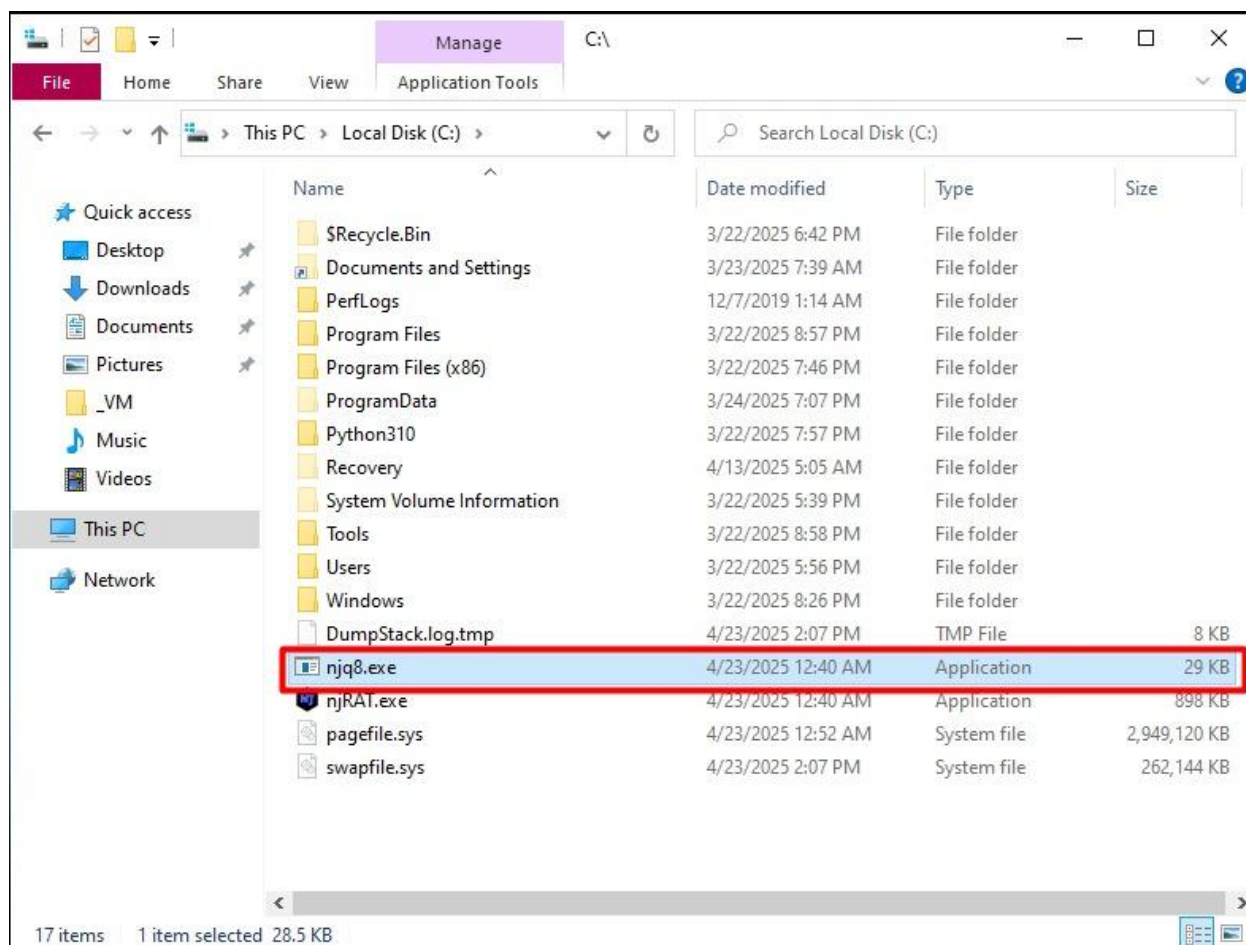 Manage C:\
File Home Share View Application Tools ?
This PC > Local Disk (C:) > Search Local Disk (C:)
Name Date modified Type Size
Quick access
Desktop
Downloads
Documents
Pictures
_VM
Music
Videos
This PC
Network
$Recycle.Bin 3/22/2025 6:42 PM File folder
Documents and Settings 3/23/2025 7:39 AM File folder
PerfLogs 12/7/2019 1:14 AM File folder
Program Files 3/22/2025 8:57 PM File folder
Program Files (x86) 3/22/2025 7:46 PM File folder
ProgramData 3/24/2025 7:07 PM File folder
Python310 3/22/2025 7:57 PM File folder
Recovery 4/13/2025 5:05 AM File folder
System Volume Information 3/22/2025 5:39 PM File folder
Tools 3/22/2025 8:58 PM File folder
Users 3/22/2025 5:56 PM File folder
Windows 3/22/2025 8:26 PM File folder
DumpStack.log.tmp 4/23/2025 2:07 PM TMP File 8 KB
njq8.exe 4/23/2025 12:40 AM Application 29 KB
njRAT.exe 4/23/2025 12:40 AM Application 898 KB
pagefile.sys 4/23/2025 12:52 AM System file 2,949,120 KB
swapfile.sys 4/23/2025 2:07 PM System file 262,144 KB
17 items 1 item selected 28.5 KB